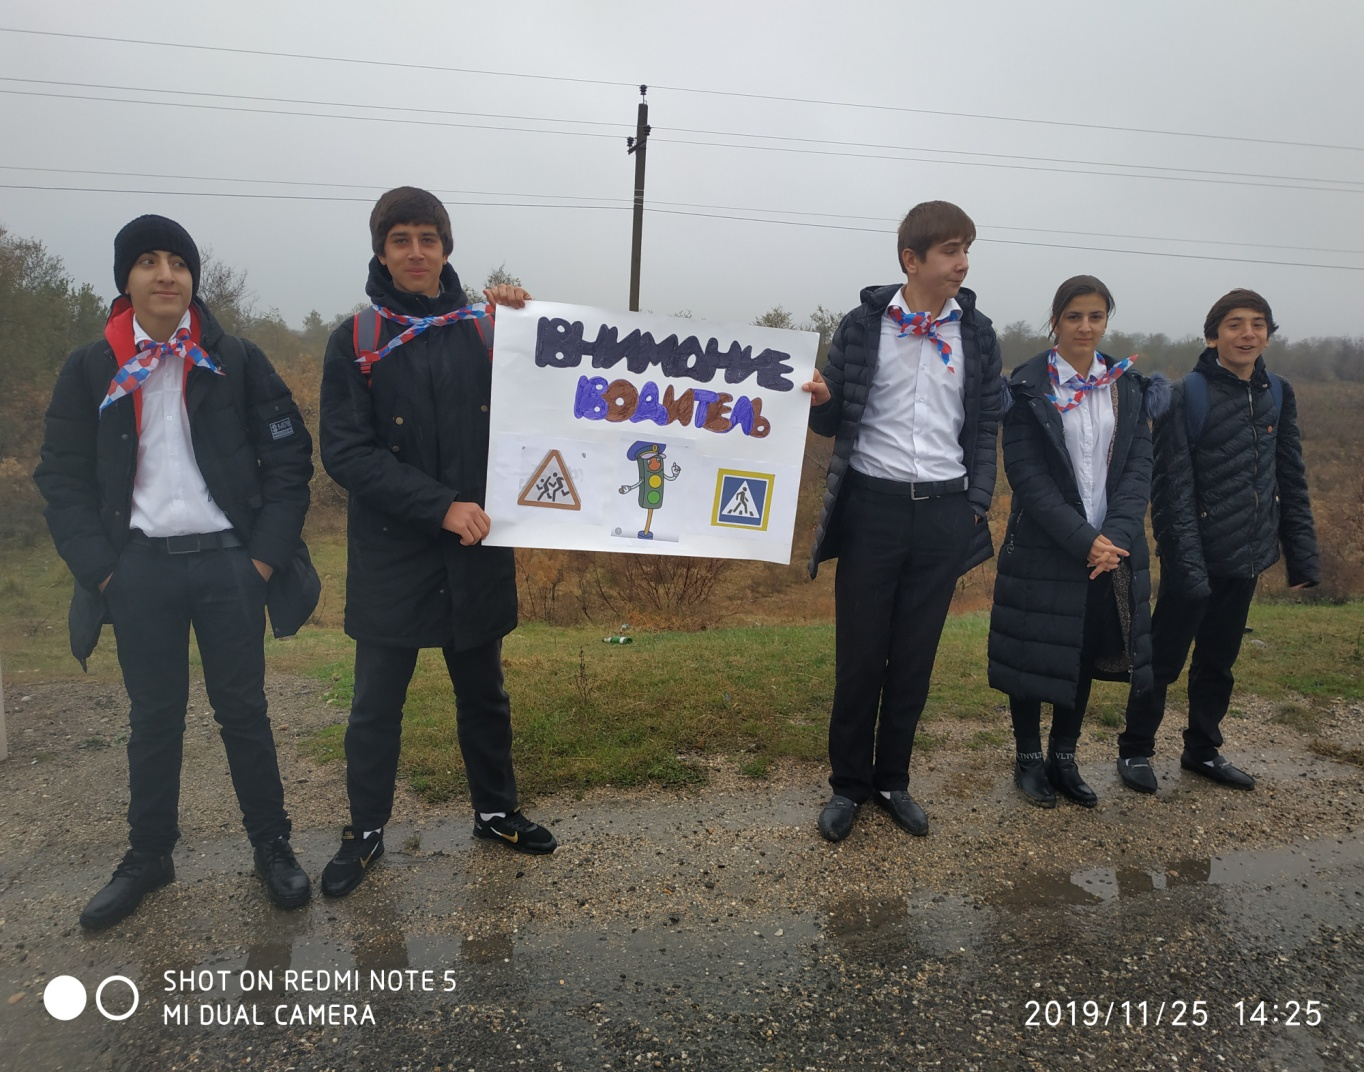 ВНИМАНИЕ
ВОДИТЕЛЬ
SHOT ON REDMI NOTE 5
MI DUAL CAMERA
2019/11/25 14:25